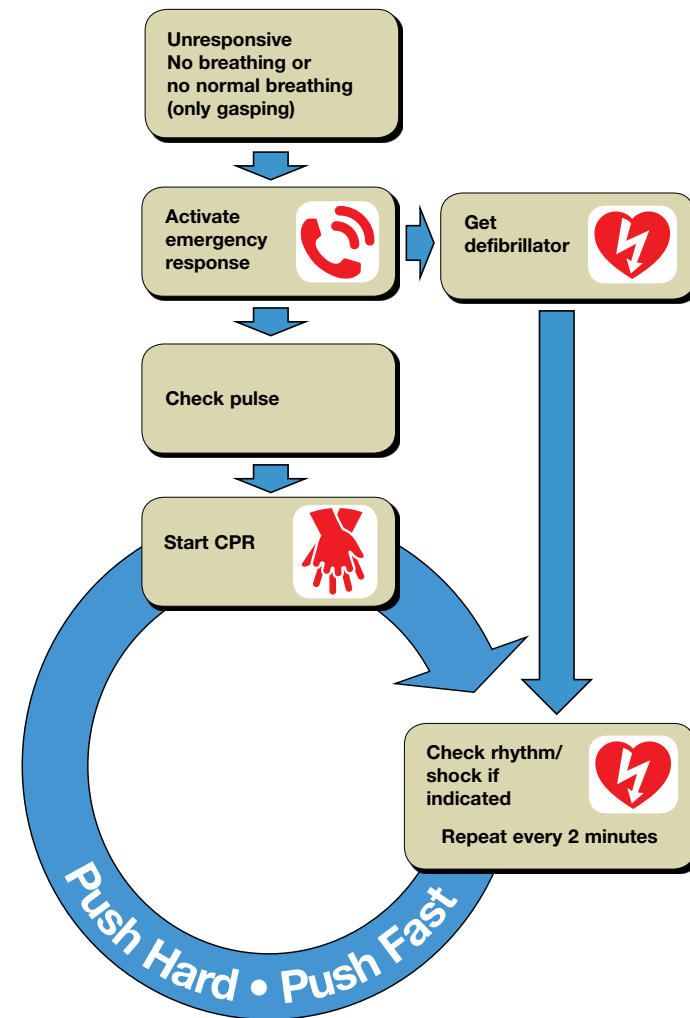 Unresponsive
No breathing or
no normal breathing
(only gasping)
Activate
emergency
response
Get
defibrillator
Check pulse
Start CPR
Check rhythm/
shock if
indicated
Repeat every 2 minutes
Push Hard • Push Fast